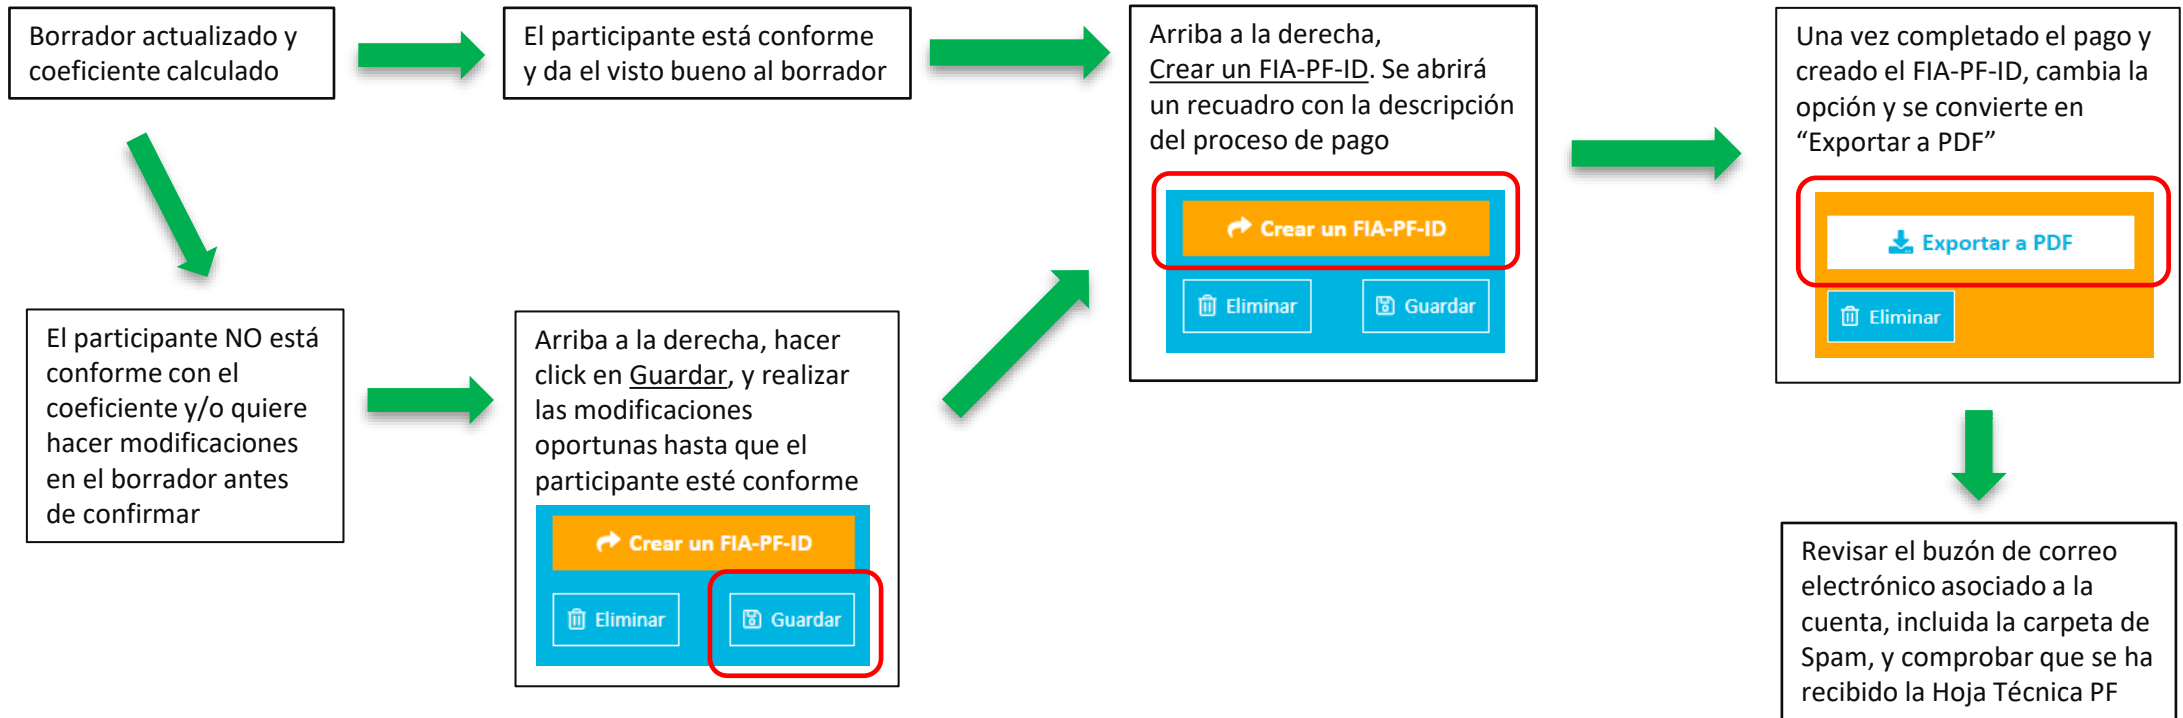 Borrador actualizado y
coeficiente calculado
El participante está conforme
y da el visto bueno al borrador
Arriba a la derecha,
Crear un FIA-PF-ID. Se abrirá
un recuadro con la descripción
del proceso de pago
Crear un FIA-PF-ID
Eliminar
Guardar
Una vez completado el pago y
creado el FIA-PF-ID, cambia la
opción y se convierte en
“Exportar a PDF”
Exportar a PDF
Eliminar
El participante NO está
conforme con el
coeficiente y/o quiere
hacer modificaciones
en el borrador antes
de confirmar
Arriba a la derecha, hacer
click en Guardar, y realizar
las modificaciones
oportunas hasta que el
participante esté conforme
Crear un FIA-PF-ID
Eliminar
Guardar
Revisar el buzón de correo
electrónico asociado a la
cuenta, incluida la carpeta de
Spam, y comprobar que se ha
recibido la Hoja Técnica PF